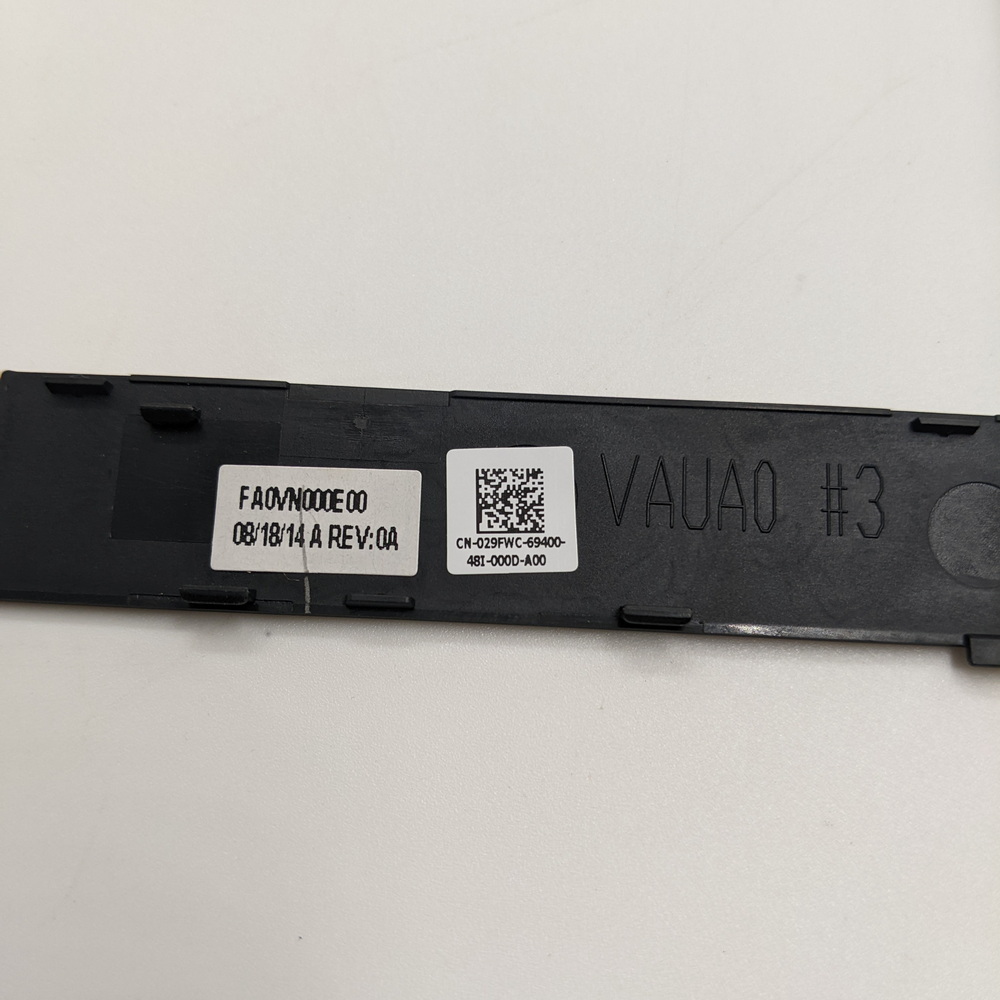 FA0VN000E00
08/18/14 A REV:0A
CN-029FWC-69400-
48I-000D-A00
VAUA0 #3